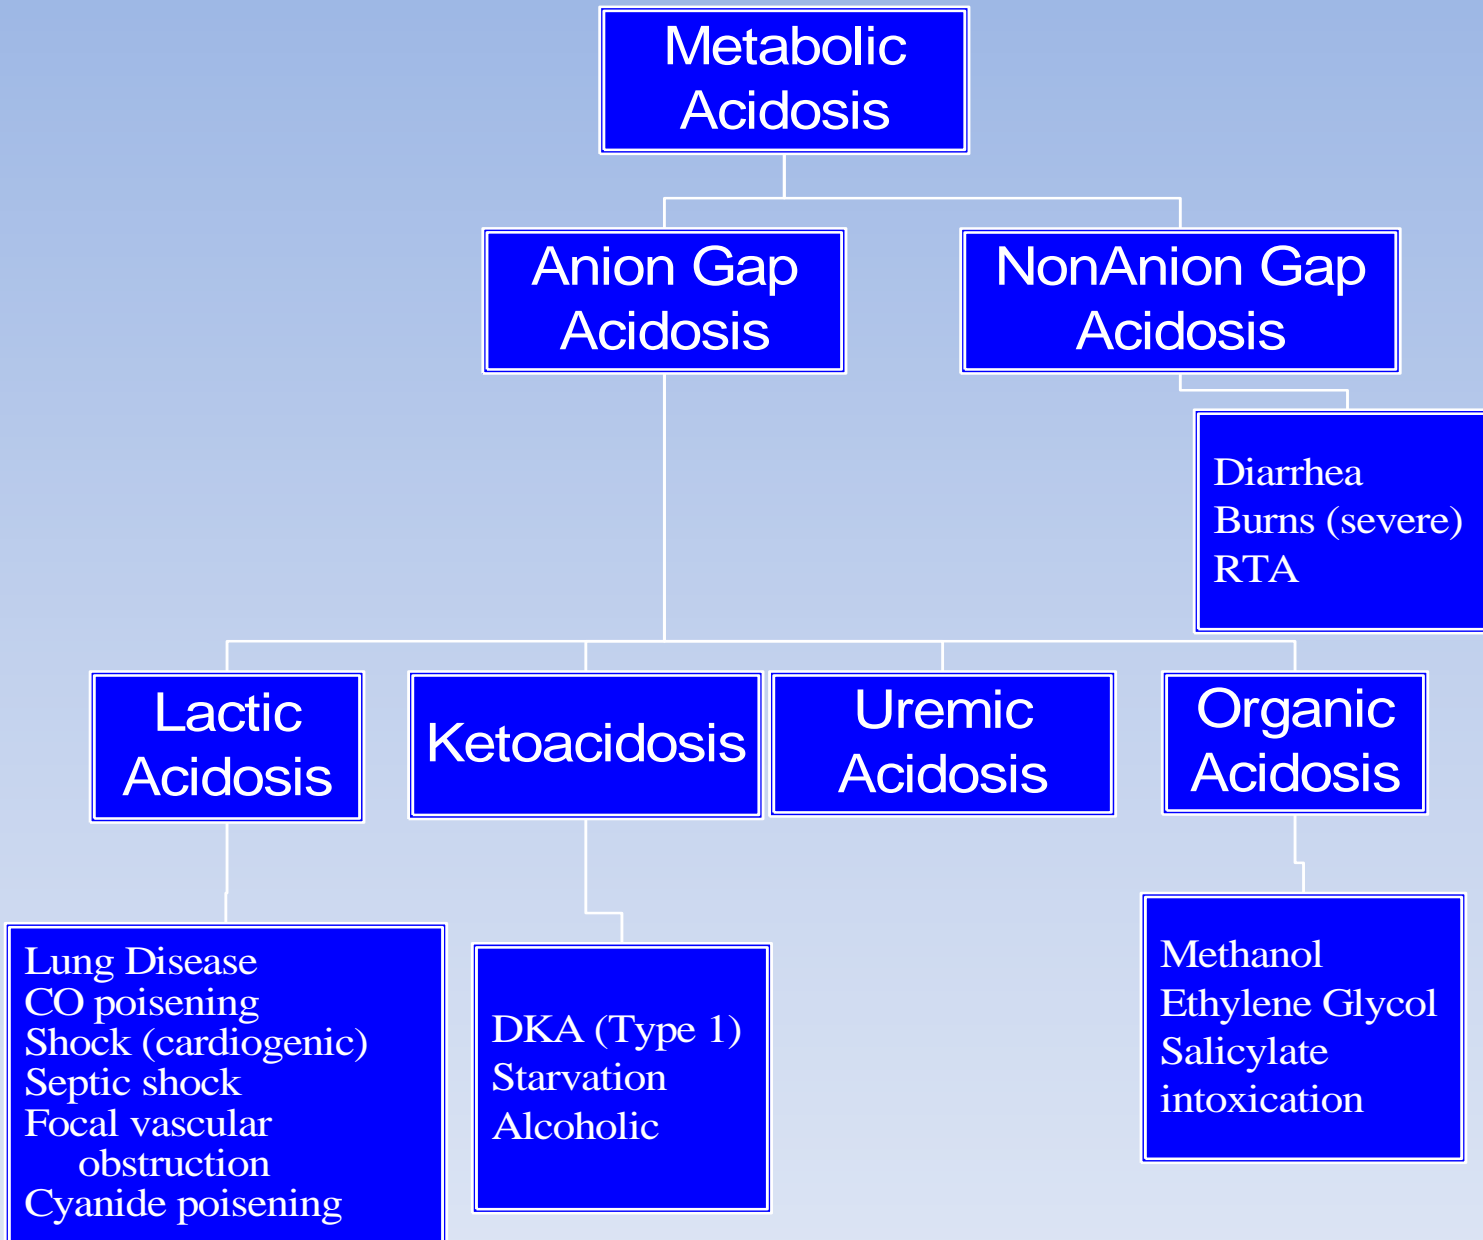 Metabolic
Acidosis
Anion Gap
Acidosis
NonAnion Gap
Acidosis
Diarrhea
Burns (severe)
RTA
Lactic
Acidosis
Ketoacidosis
Uremic
Acidosis
Organic
Acidosis
Lung Disease
CO poisening
Shock (cardiogenic)
Septic shock
Focal vascular
obstruction
Cyanide poisening
DKA (Type 1)
Starvation
Alcoholic
Methanol
Ethylene Glycol
Salicylate
intoxication